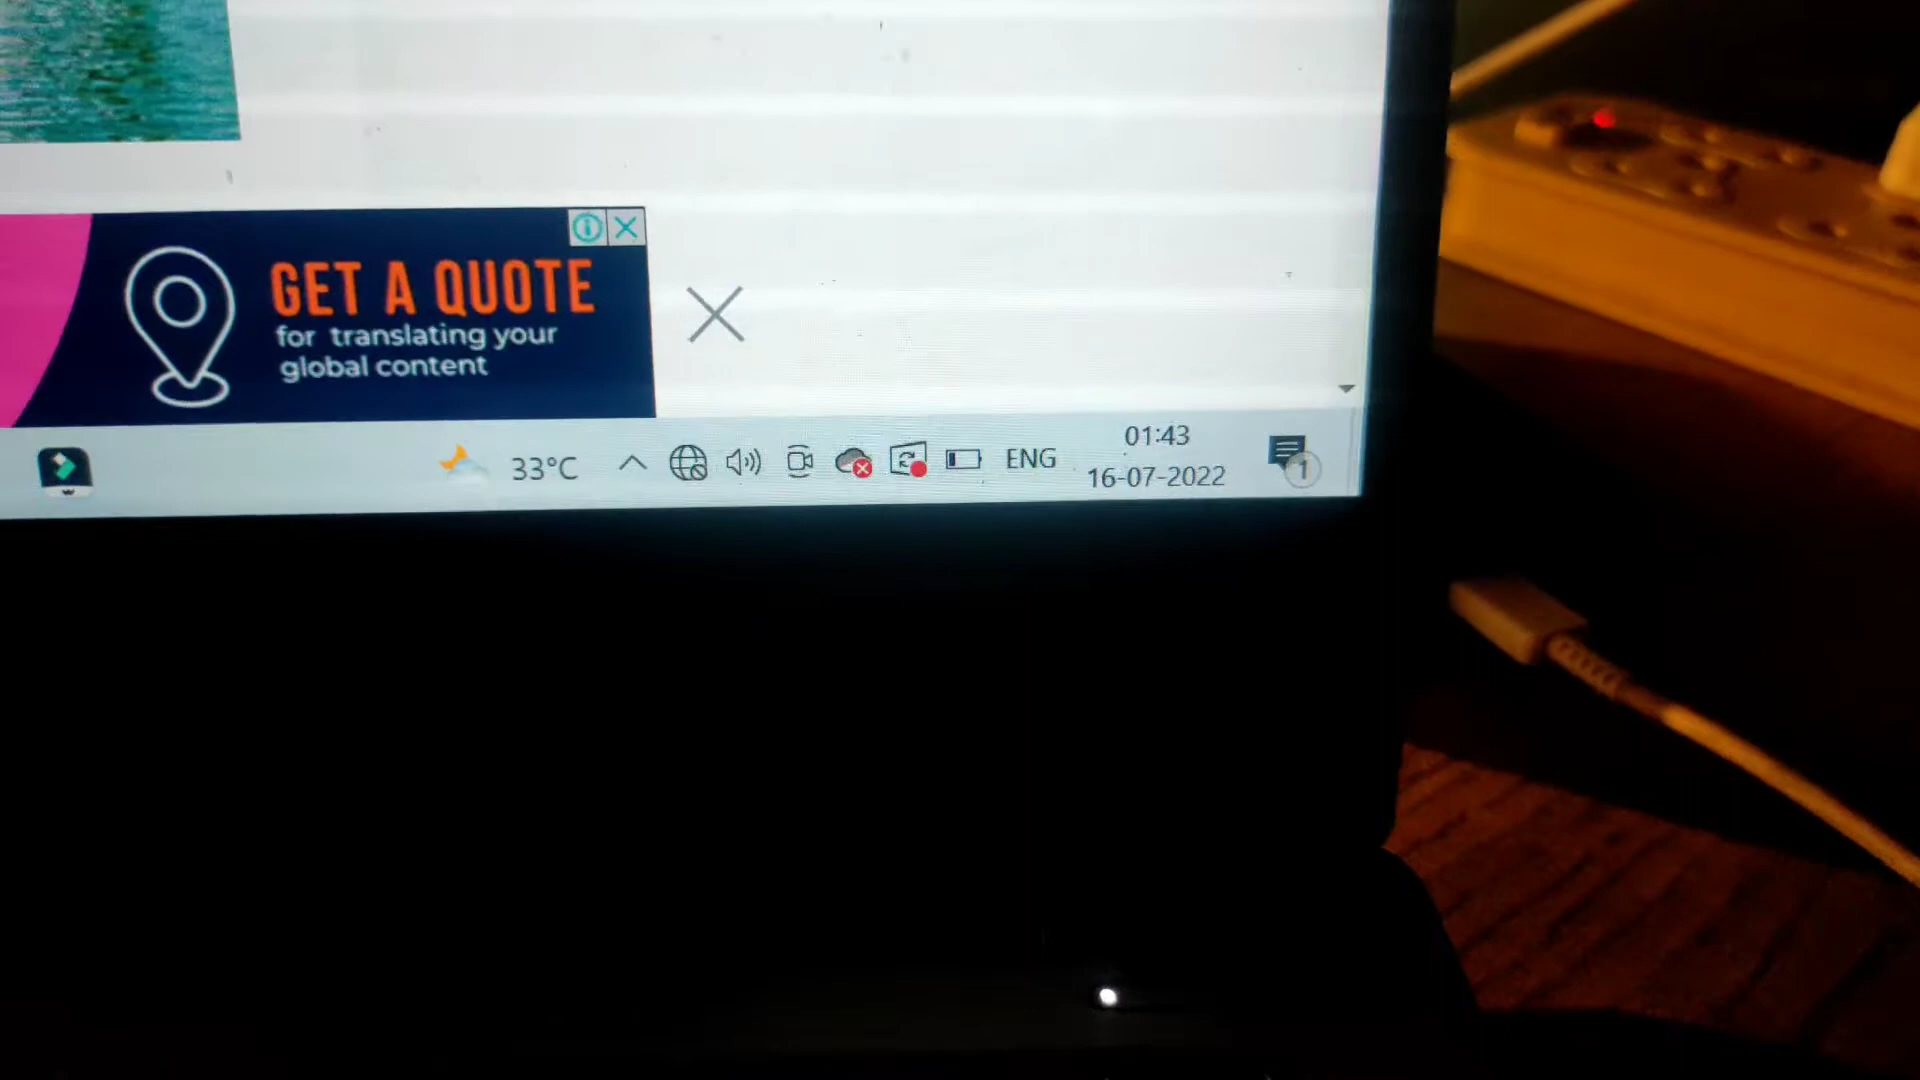 GET A QUOTE
for translating your
global content
33°C
ENG
01:43
16-07-2022
1